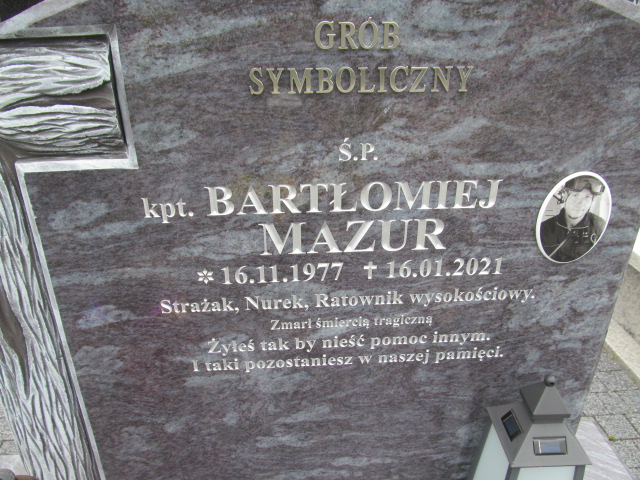 GRÓB
SYMBOLICZNY
Ś.P.
kpt. BARTŁOMIEJ
MAZUR
* 16.11.1977 † 16.01.2021
Strażak, Nurek, Ratownik wysokościowy.
Zmarł śmiercią tragiczną
Żyłeś tak by nieść pomoc innym.
I taki pozostaniesz w naszej pamięci.